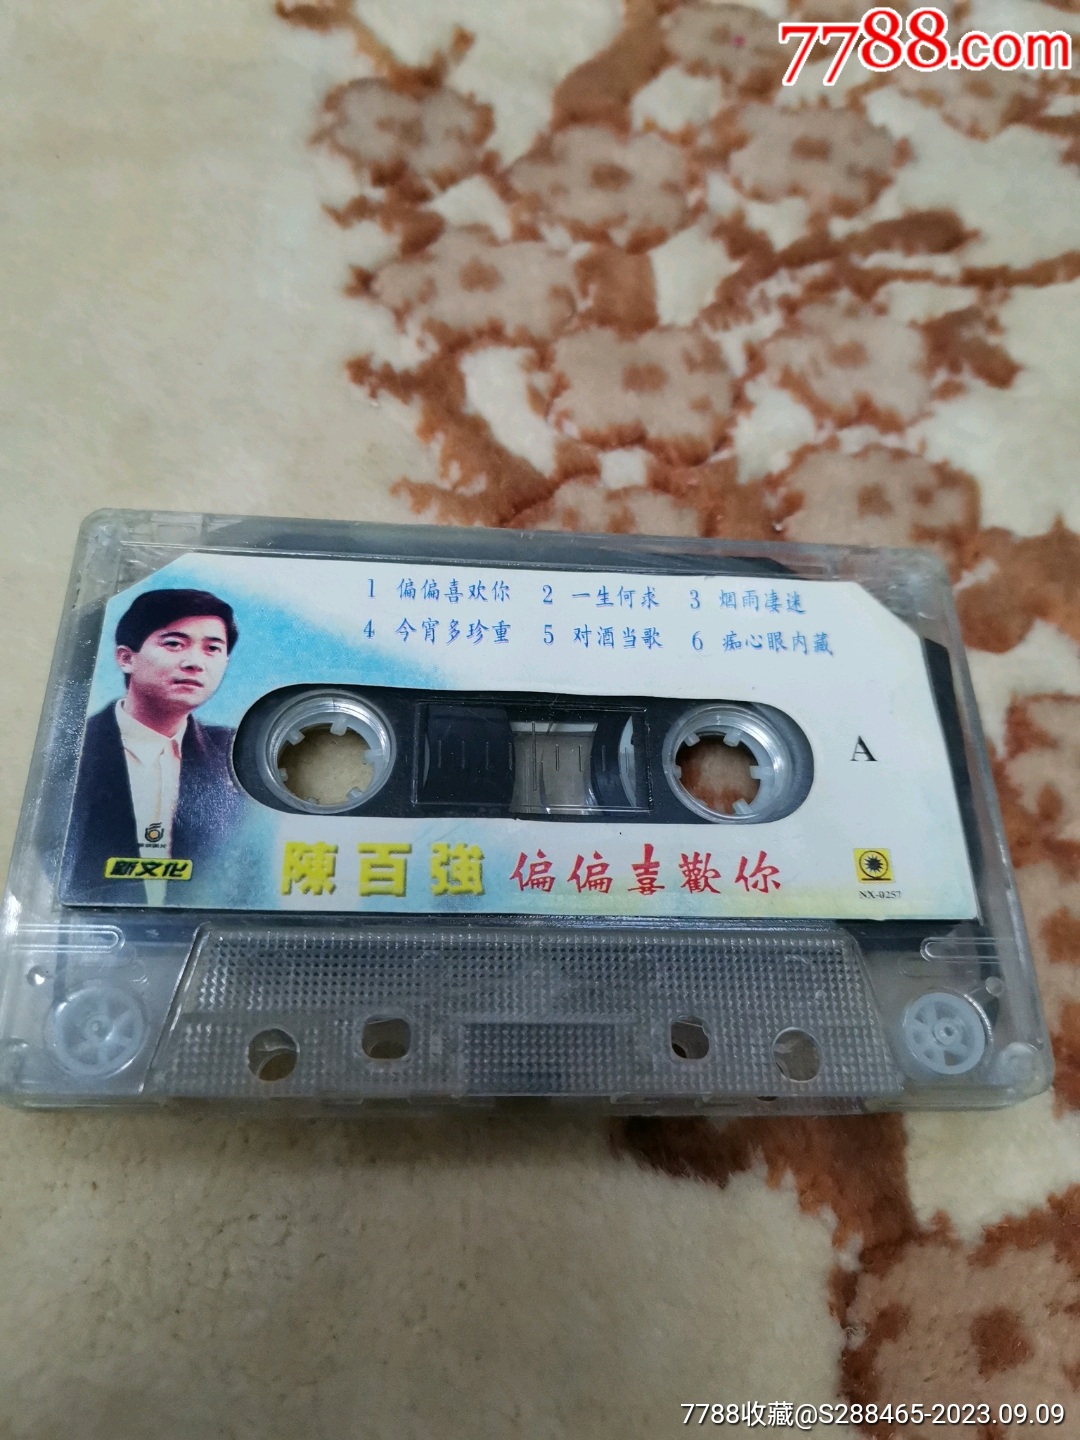 7788.com
1 偏偏喜欢你 2 一生何求 3 烟雨凄迷
4 今宵多珍重 5 对酒当歌 6 痴心眼内藏
A
新文化
陳百強 偏偏喜歡你
NX-0257
7788收藏@S288465-2023.09.09